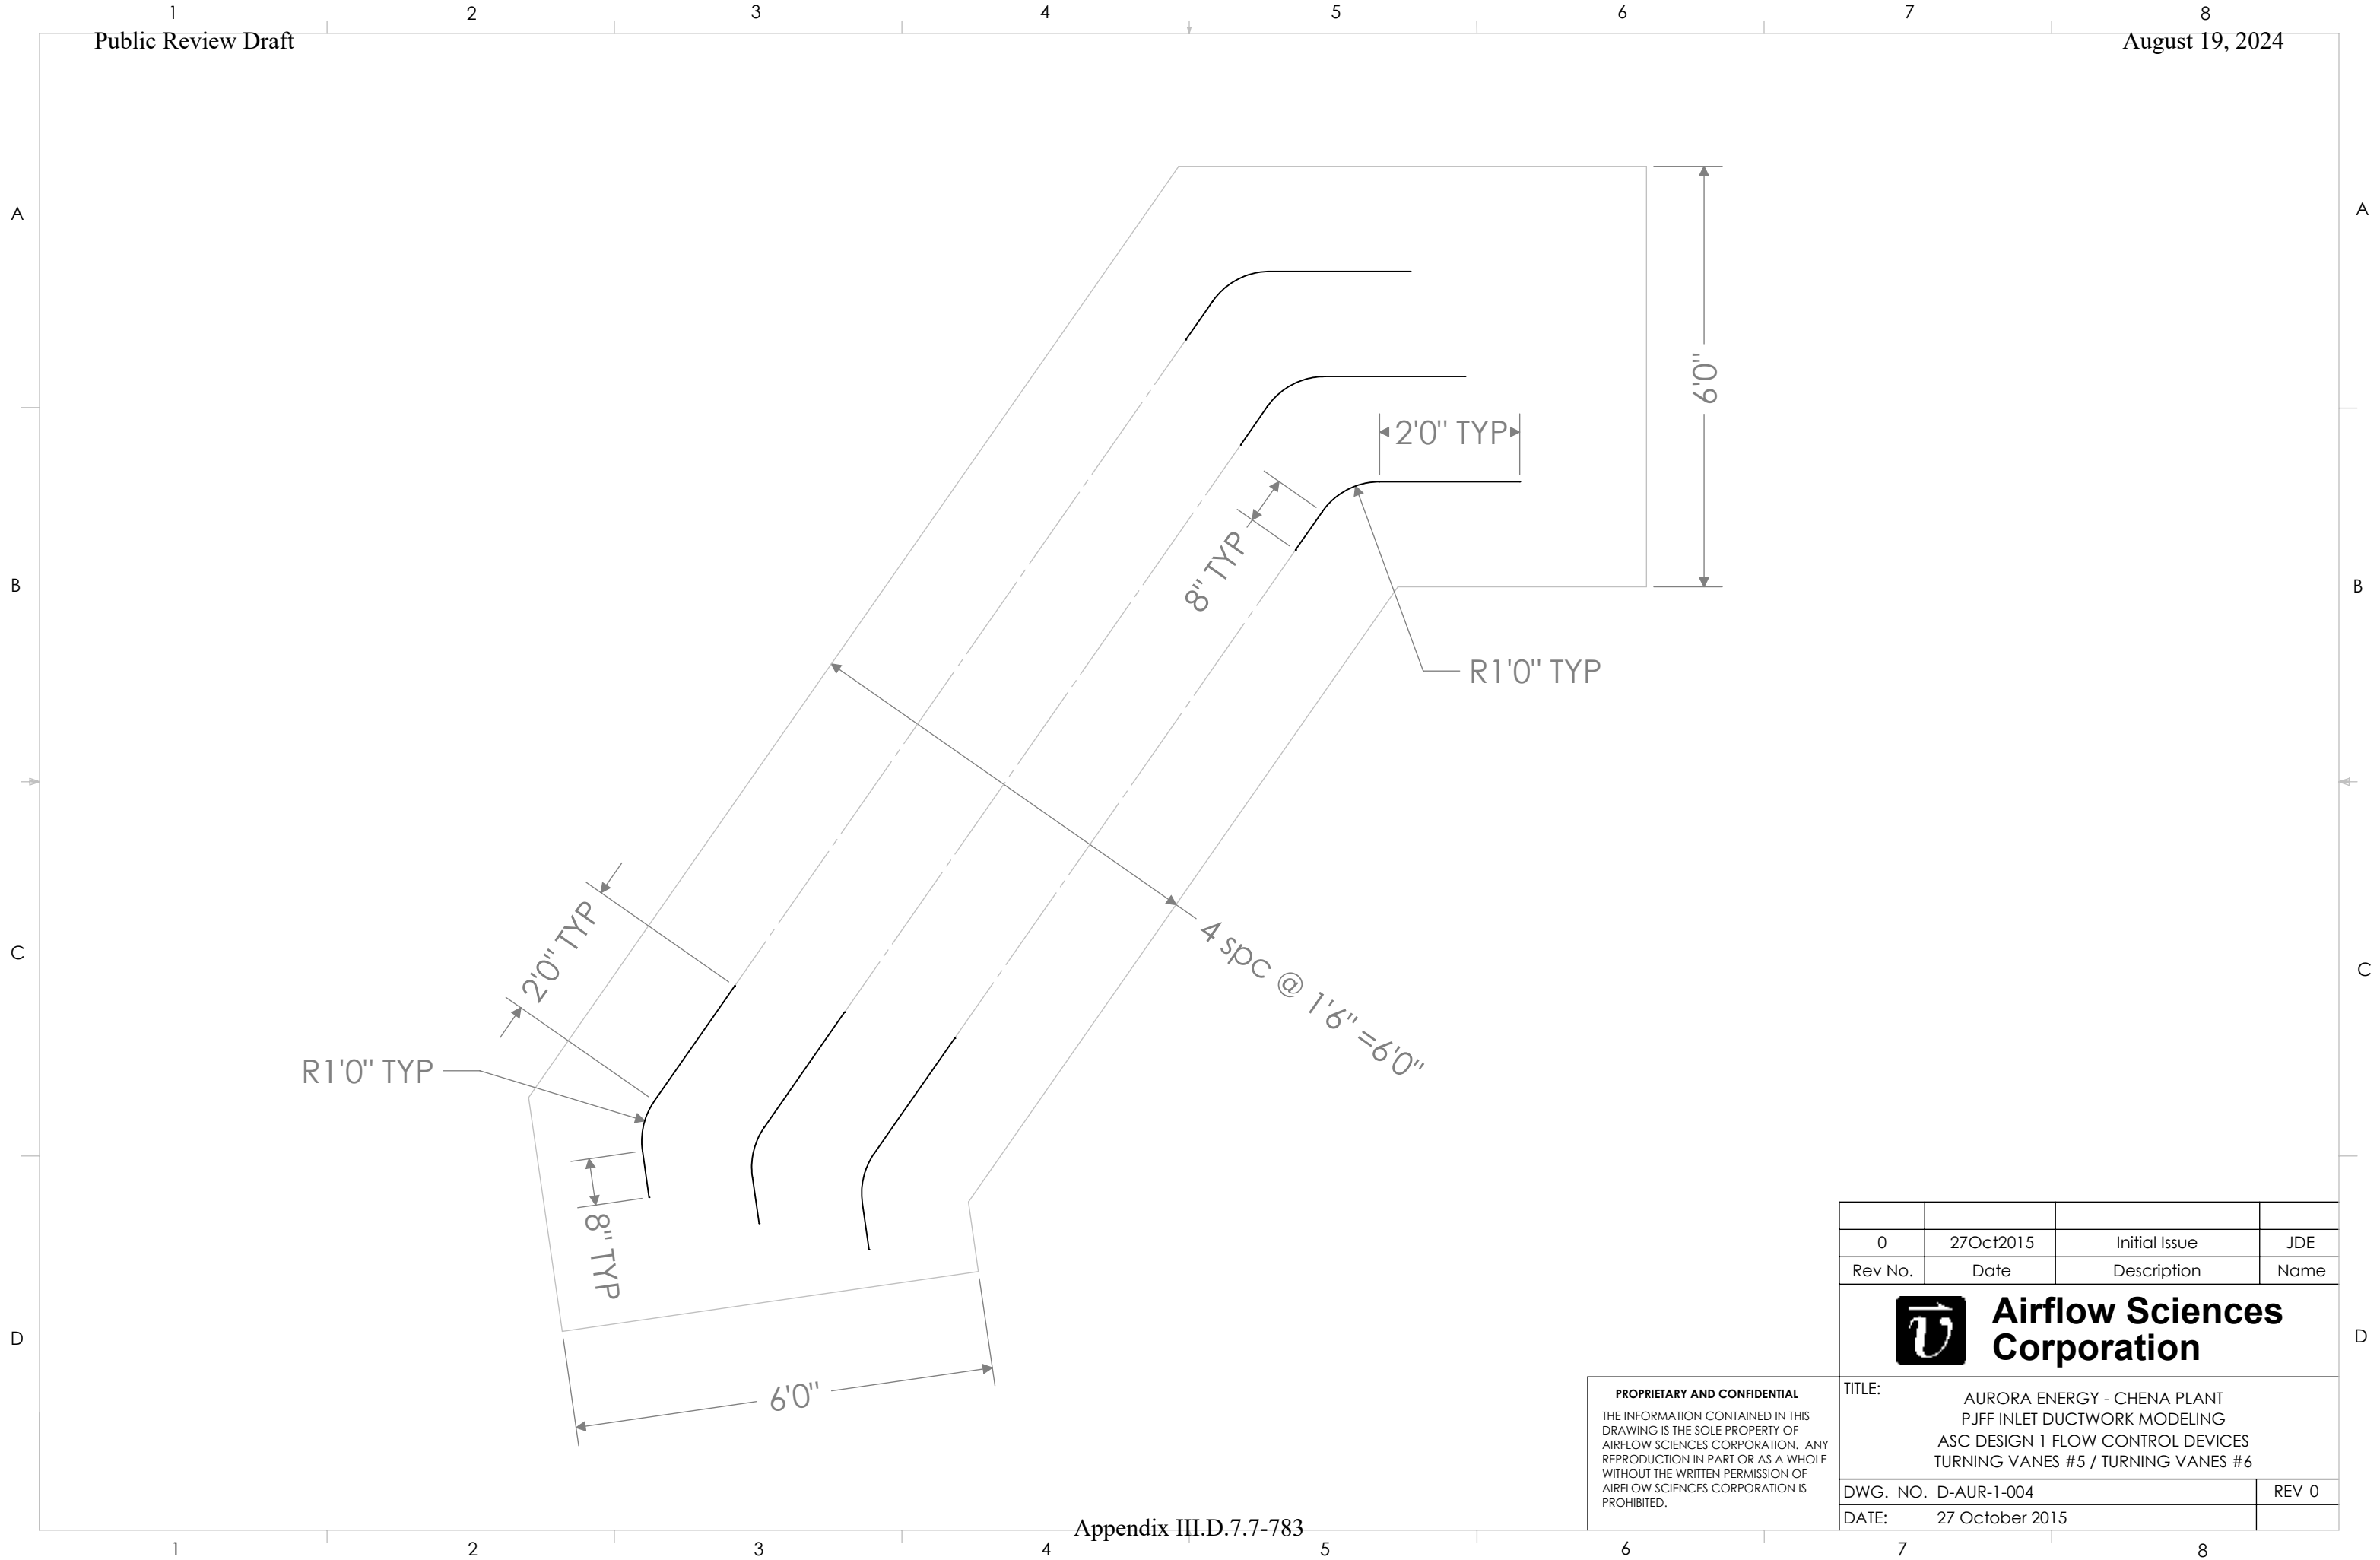 1 2 3 4 5 6 7 8
Public Review Draft
August 19, 2024
A
A
6'0"
2'0" TYP
8" TYP
B
B
R1'0" TYP
2'0" TYP
4 spc @ 1'6" =6'0"
C
C
R1'0" TYP
8" TYP
6'0"
D
D
0 27Oct2015 Initial Issue JDE
Rev No. Date Description Name
Airflow Sciences
Corporation
PROPRIETARY AND CONFIDENTIAL
THE INFORMATION CONTAINED IN THIS
DRAWING IS THE SOLE PROPERTY OF
AIRFLOW SCIENCES CORPORATION. ANY
REPRODUCTION IN PART OR AS A WHOLE
WITHOUT THE WRITTEN PERMISSION OF
AIRFLOW SCIENCES CORPORATION IS
PROHIBITED.
TITLE:
AURORA ENERGY - CHENA PLANT
PJFF INLET DUCTWORK MODELING
ASC DESIGN 1 FLOW CONTROL DEVICES
TURNING VANES #5 / TURNING VANES #6
DWG. NO. D-AUR-1-004 REV 0
DATE: 27 October 2015
Appendix III.D.7.7-783
1 2 3 4 5 6 7 8